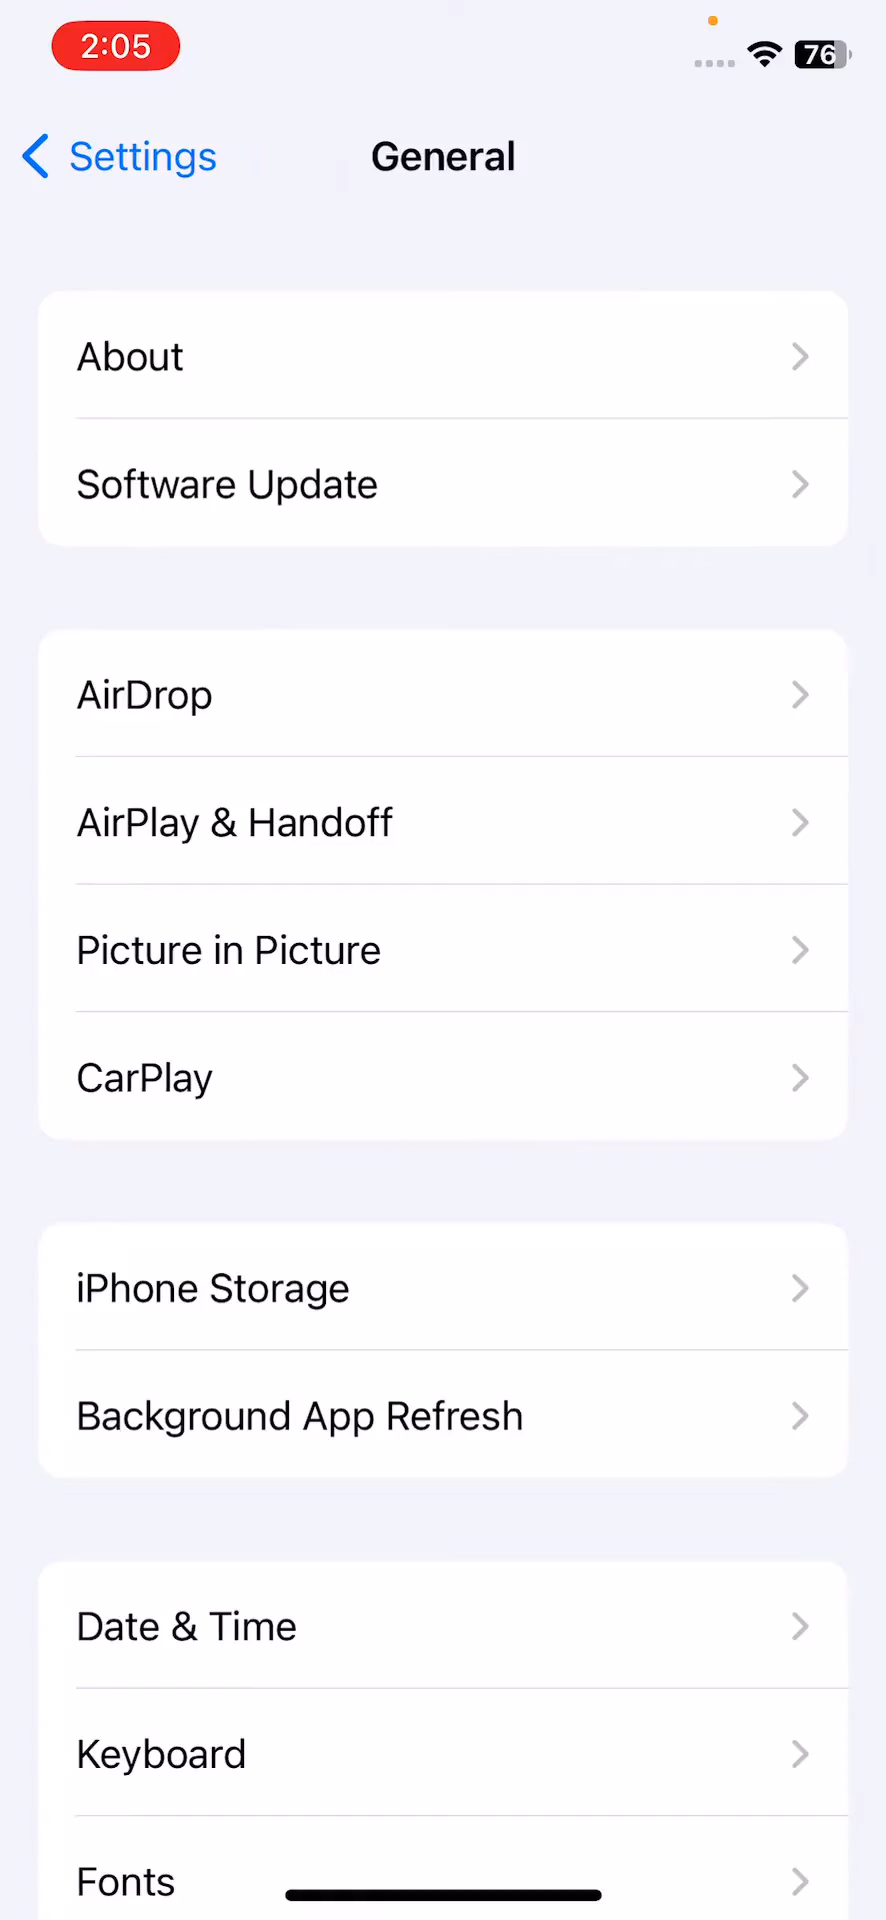 2:05
76
Settings
General
About
Software Update
AirDrop
AirPlay & Handoff
Picture in Picture
CarPlay
iPhone Storage
Background App Refresh
Date & Time
Keyboard
Fonts